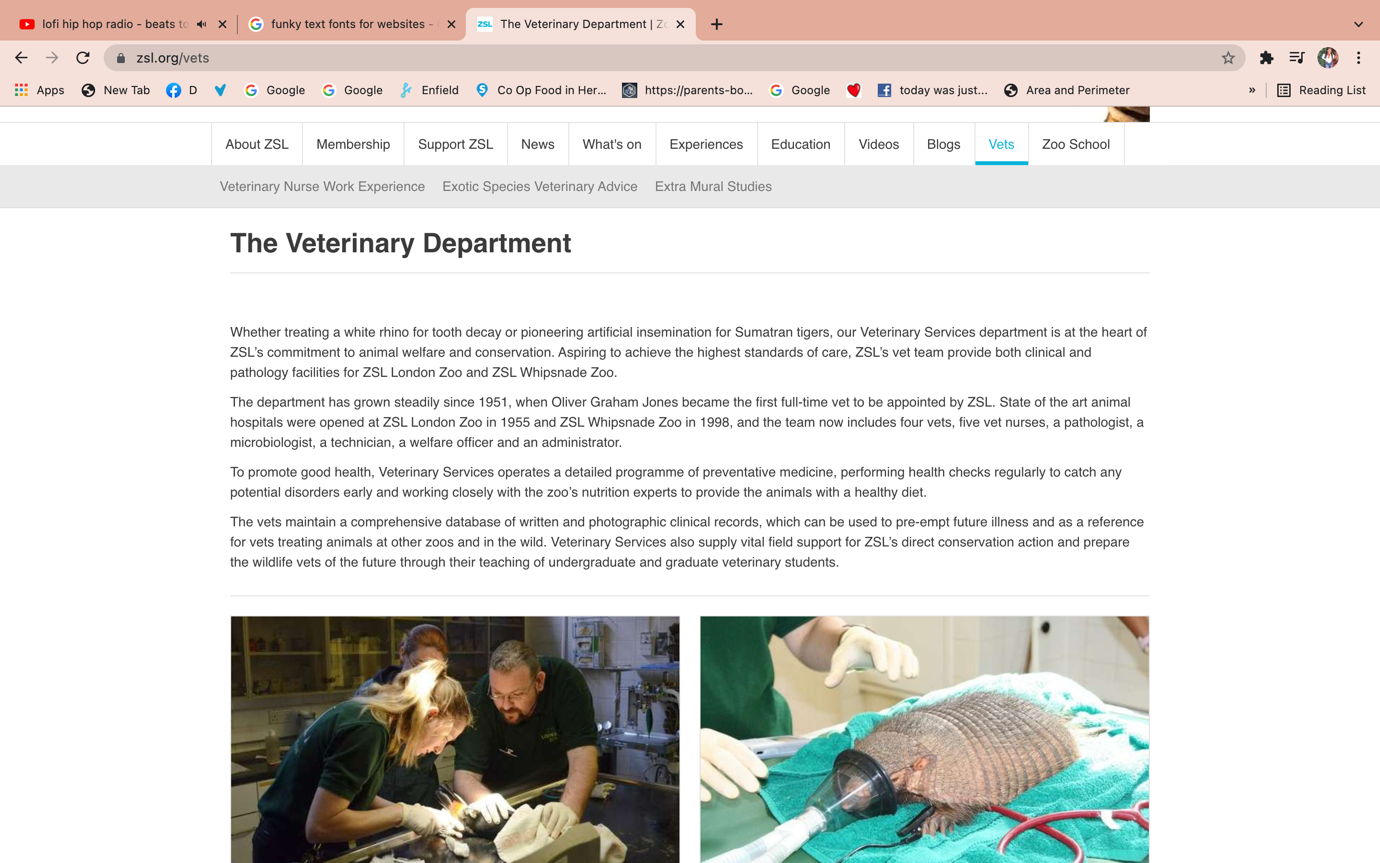 lofi hip hop radio - beats to
funky text fonts for websites -
ZSL The Veterinary Department | Zo
zsl.org/vets
Apps New Tab D Google Google Enfield Co Op Food in Her... https://parents-bo... Google today was just... Area and Perimeter » Reading List
About ZSL Membership Support ZSL News What's on Experiences Education Videos Blogs Vets Zoo School
Veterinary Nurse Work Experience Exotic Species Veterinary Advice Extra Mural Studies
The Veterinary Department
Whether treating a white rhino for tooth decay or pioneering artificial insemination for Sumatran tigers, our Veterinary Services department is at the heart of
ZSL’s commitment to animal welfare and conservation. Aspiring to achieve the highest standards of care, ZSL’s vet team provide both clinical and
pathology facilities for ZSL London Zoo and ZSL Whipsnade Zoo.
The department has grown steadily since 1951, when Oliver Graham Jones became the first full-time vet to be appointed by ZSL. State of the art animal
hospitals were opened at ZSL London Zoo in 1955 and ZSL Whipsnade Zoo in 1998, and the team now includes four vets, five vet nurses, a pathologist, a
microbiologist, a technician, a welfare officer and an administrator.
To promote good health, Veterinary Services operates a detailed programme of preventative medicine, performing health checks regularly to catch any
potential disorders early and working closely with the zoo’s nutrition experts to provide the animals with a healthy diet.
The vets maintain a comprehensive database of written and photographic clinical records, which can be used to pre-empt future illness and as a reference
for vets treating animals at other zoos and in the wild. Veterinary Services also supply vital field support for ZSL’s direct conservation action and prepare
the wildlife vets of the future through their teaching of undergraduate and graduate veterinary students.